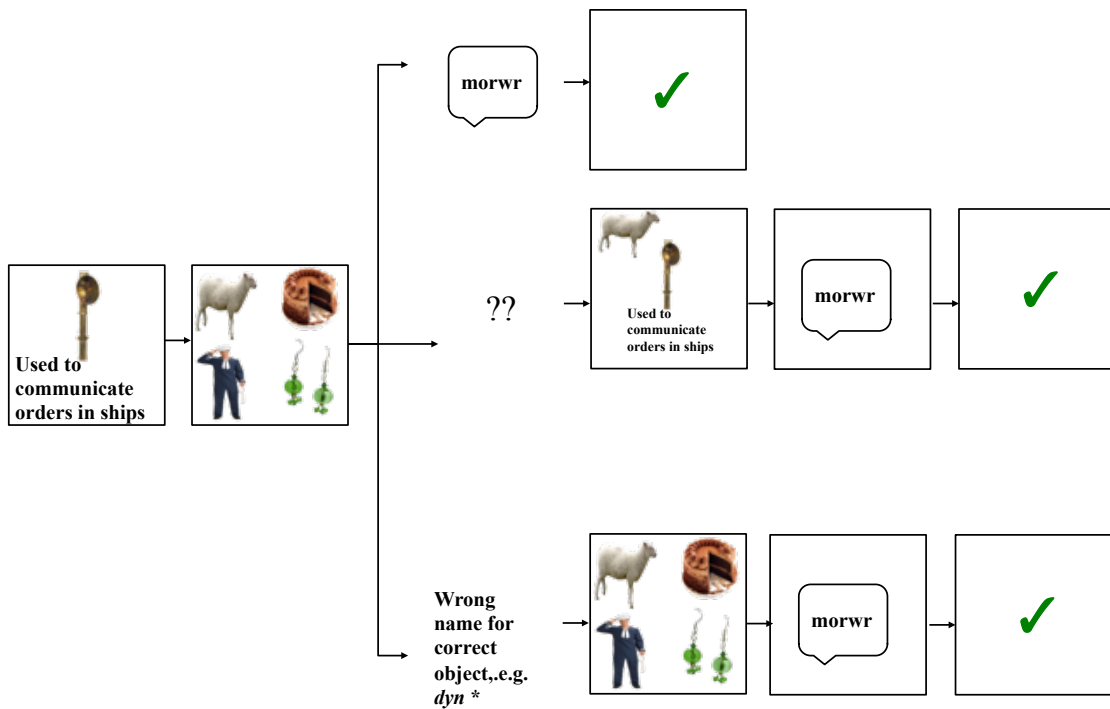 morwr
Used to
communicate
orders in ships
??
Used to
communicate
orders in ships
morwr
Wrong
name for
correct
object,.e.g.
dyn *
morwr